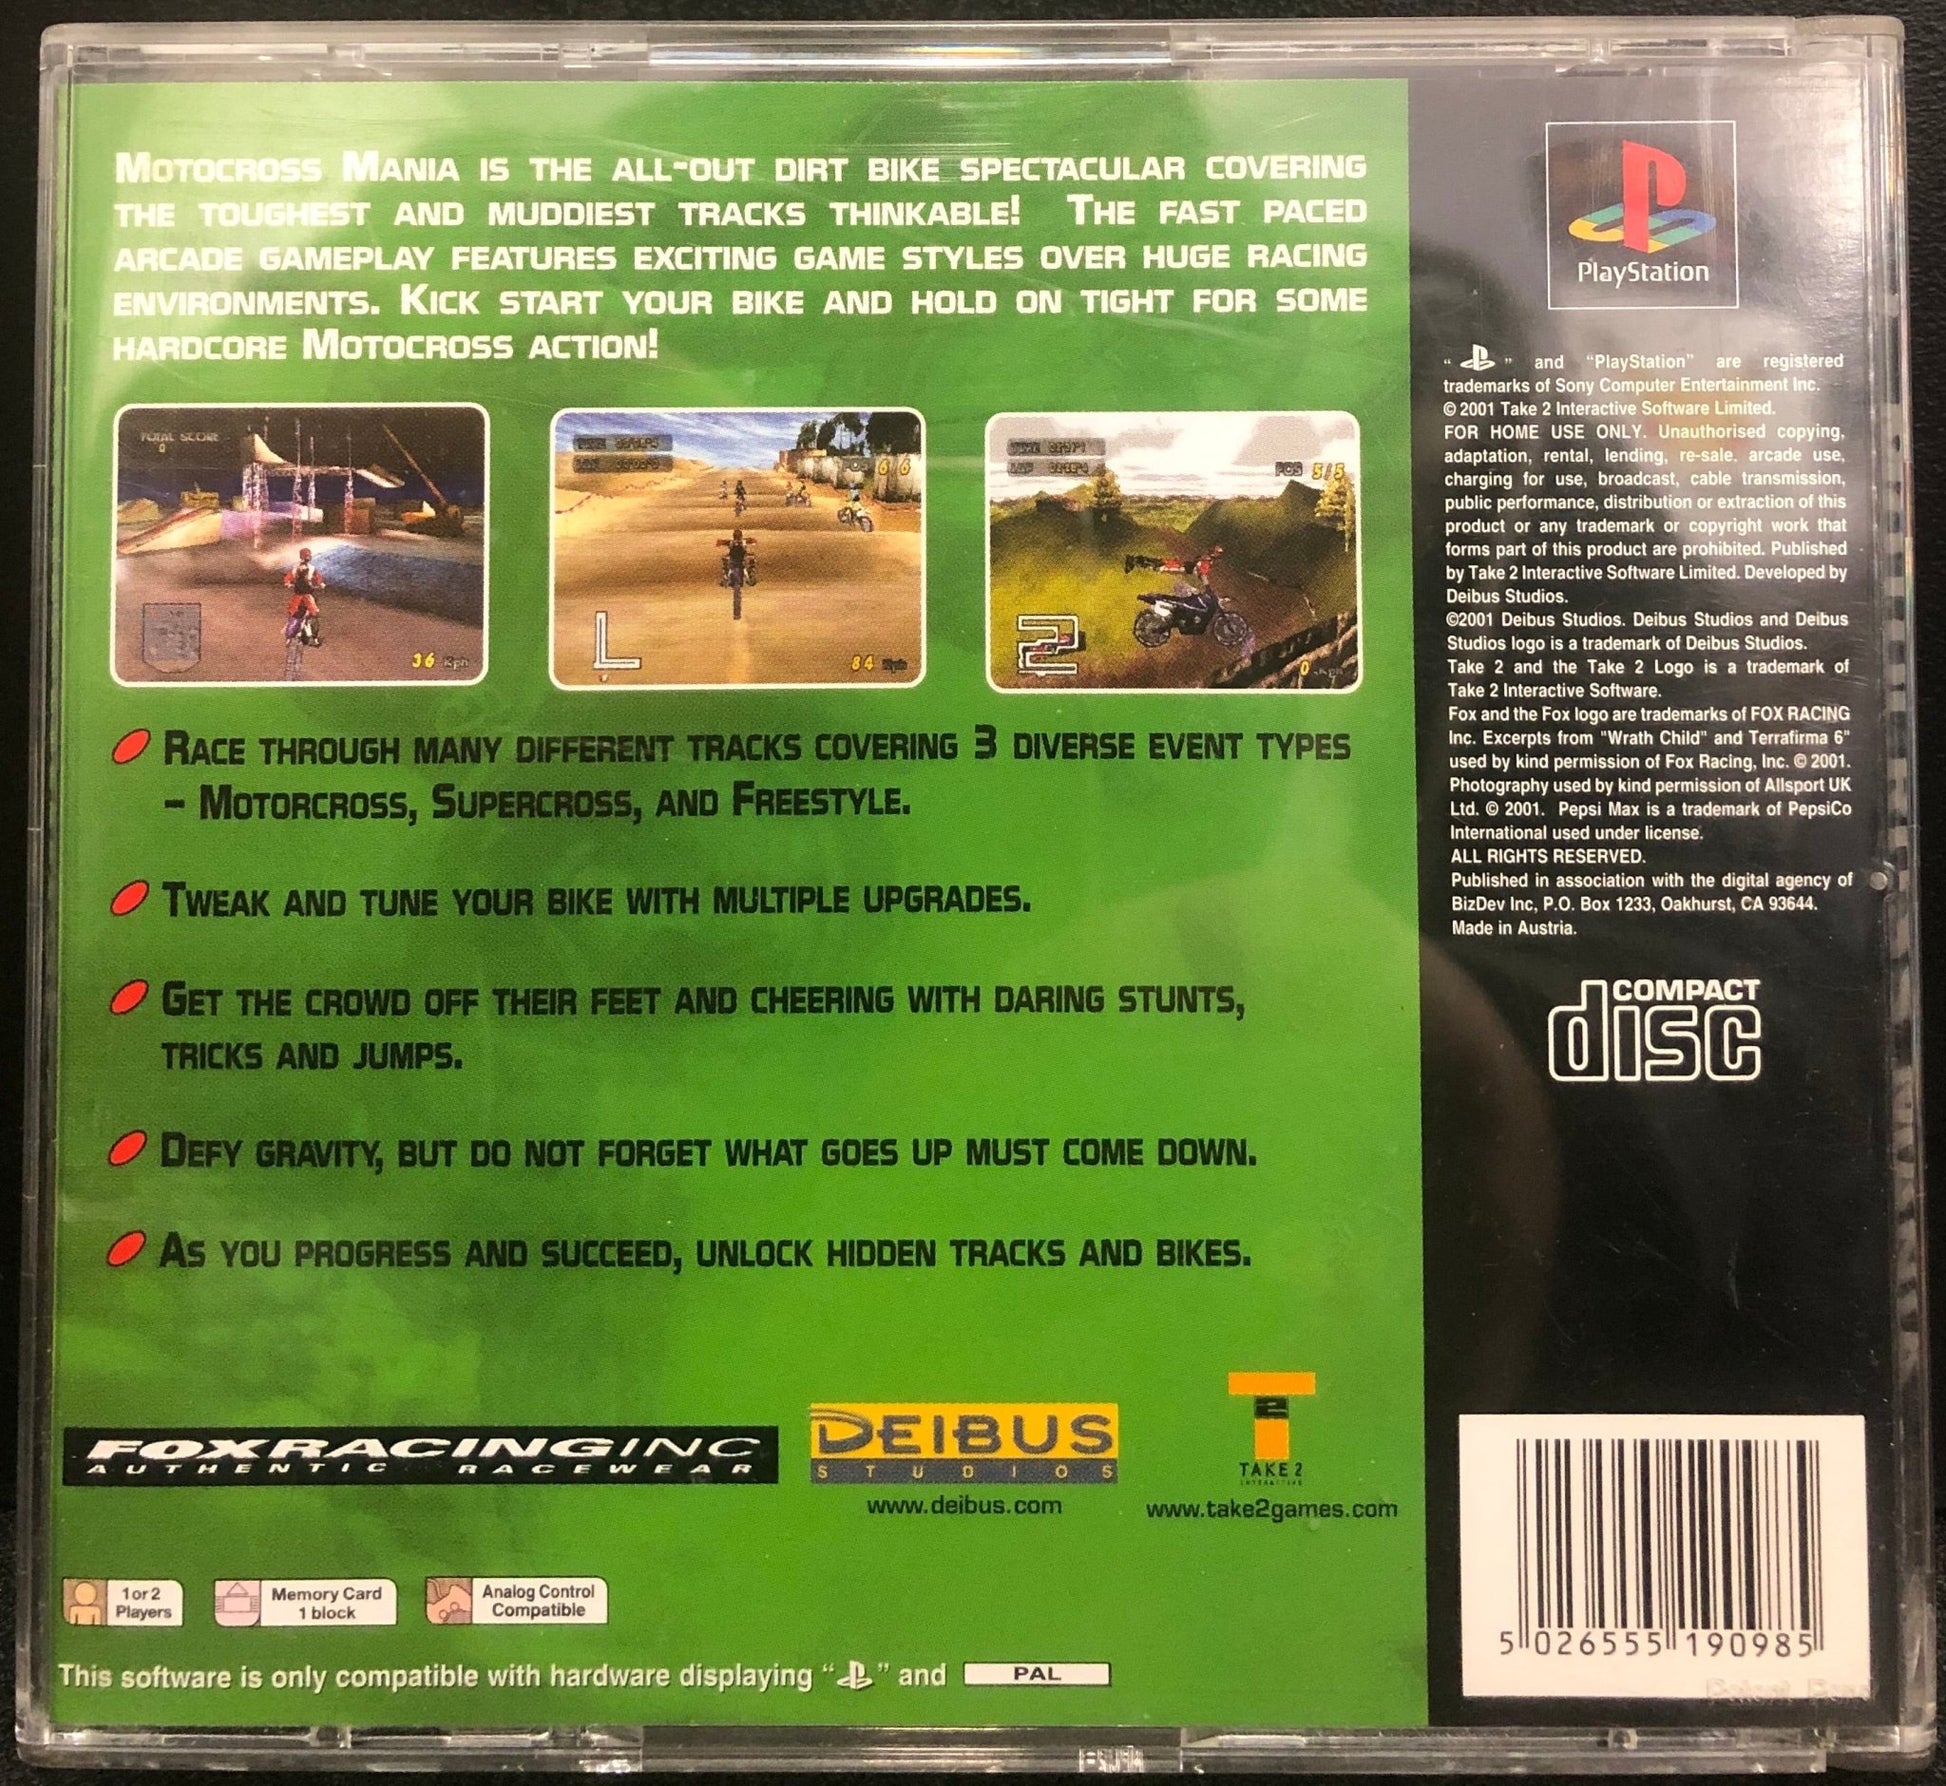 MOTOCROSS MANIA IS THE ALL-OUT DIRT BIKE SPECTACULAR COVERING
THE TOUGHEST AND MUDDIEST TRACKS THINKABLE! THE FAST PACED
ARCADE GAMEPLAY FEATURES EXCITING GAME STYLES OVER HUGE RACING
ENVIRONMENTS. KICK START YOUR BIKE AND HOLD ON TIGHT FOR SOME
HARDCORE MOTOCROSS ACTION!
TOTAL SCORE
0
36 Kph
6/6
84 Kph
POS 5/5
0 Kph
RACE THROUGH MANY DIFFERENT TRACKS COVERING 3 DIVERSE EVENT TYPES
– MOTORCROSS, SUPERCROSS, AND FREESTYLE.
TWEAK AND TUNE YOUR BIKE WITH MULTIPLE UPGRADES.
GET THE CROWD OFF THEIR FEET AND CHEERING WITH DARING STUNTS,
TRICKS AND JUMPS.
DEFY GRAVITY, BUT DO NOT FORGET WHAT GOES UP MUST COME DOWN.
AS YOU PROGRESS AND SUCCEED, UNLOCK HIDDEN TRACKS AND BIKES.
FOXRACINGINC
AUTHENTIC RACEWEAR
DEIBUS
STUDIOS
www.deibus.com
T2
TAKE 2
INTERACTIVE
www.take2games.com
1 or 2
Players
Memory Card
1 block
Analog Control
Compatible
This software is only compatible with hardware displaying " " and PAL
PlayStation
" " and "PlayStation" are registered
trademarks of Sony Computer Entertainment Inc.
© 2001 Take 2 Interactive Software Limited.
FOR HOME USE ONLY. Unauthorised copying,
adaptation, rental, lending, re-sale. arcade use,
charging for use, broadcast, cable transmission,
public performance, distribution or extraction of this
product or any trademark or copyright work that
forms part of this product are prohibited. Published
by Take 2 Interactive Software Limited. Developed by
Deibus Studios.
©2001 Deibus Studios. Deibus Studios and Deibus
Studios logo is a trademark of Deibus Studios.
Take 2 and the Take 2 Logo is a trademark of
Take 2 Interactive Software.
Fox and the Fox logo are trademarks of FOX RACING
Inc. Excerpts from "Wrath Child" and Terrafirma 6"
used by kind permission of Fox Racing, Inc. © 2001.
Photography used by kind permission of Allsport UK
Ltd. © 2001. Pepsi Max is a trademark of PepsiCo
International used under license.
ALL RIGHTS RESERVED.
Published in association with the digital agency of
BizDev Inc, P.O. Box 1233, Oakhurst, CA 93644.
Made in Austria.
COMPACT
disc
5 026555 190985